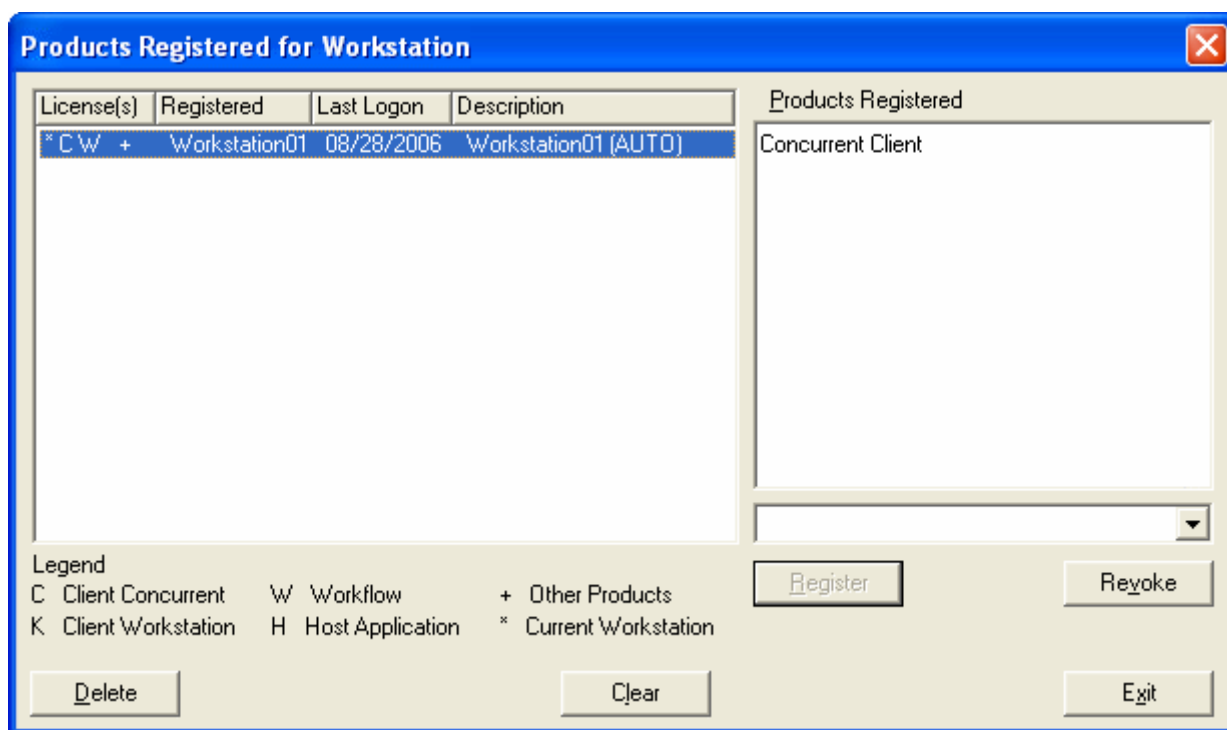 Products Registered for Workstation
License(s) Registered Last Logon Description
* C W + Workstation01 08/28/2006 Workstation01 (AUTO)
Products Registered
Concurrent Client
Legend
C Client Concurrent W Workflow + Other Products
K Client Workstation H Host Application * Current Workstation
Register Revoke
Delete Clear Exit